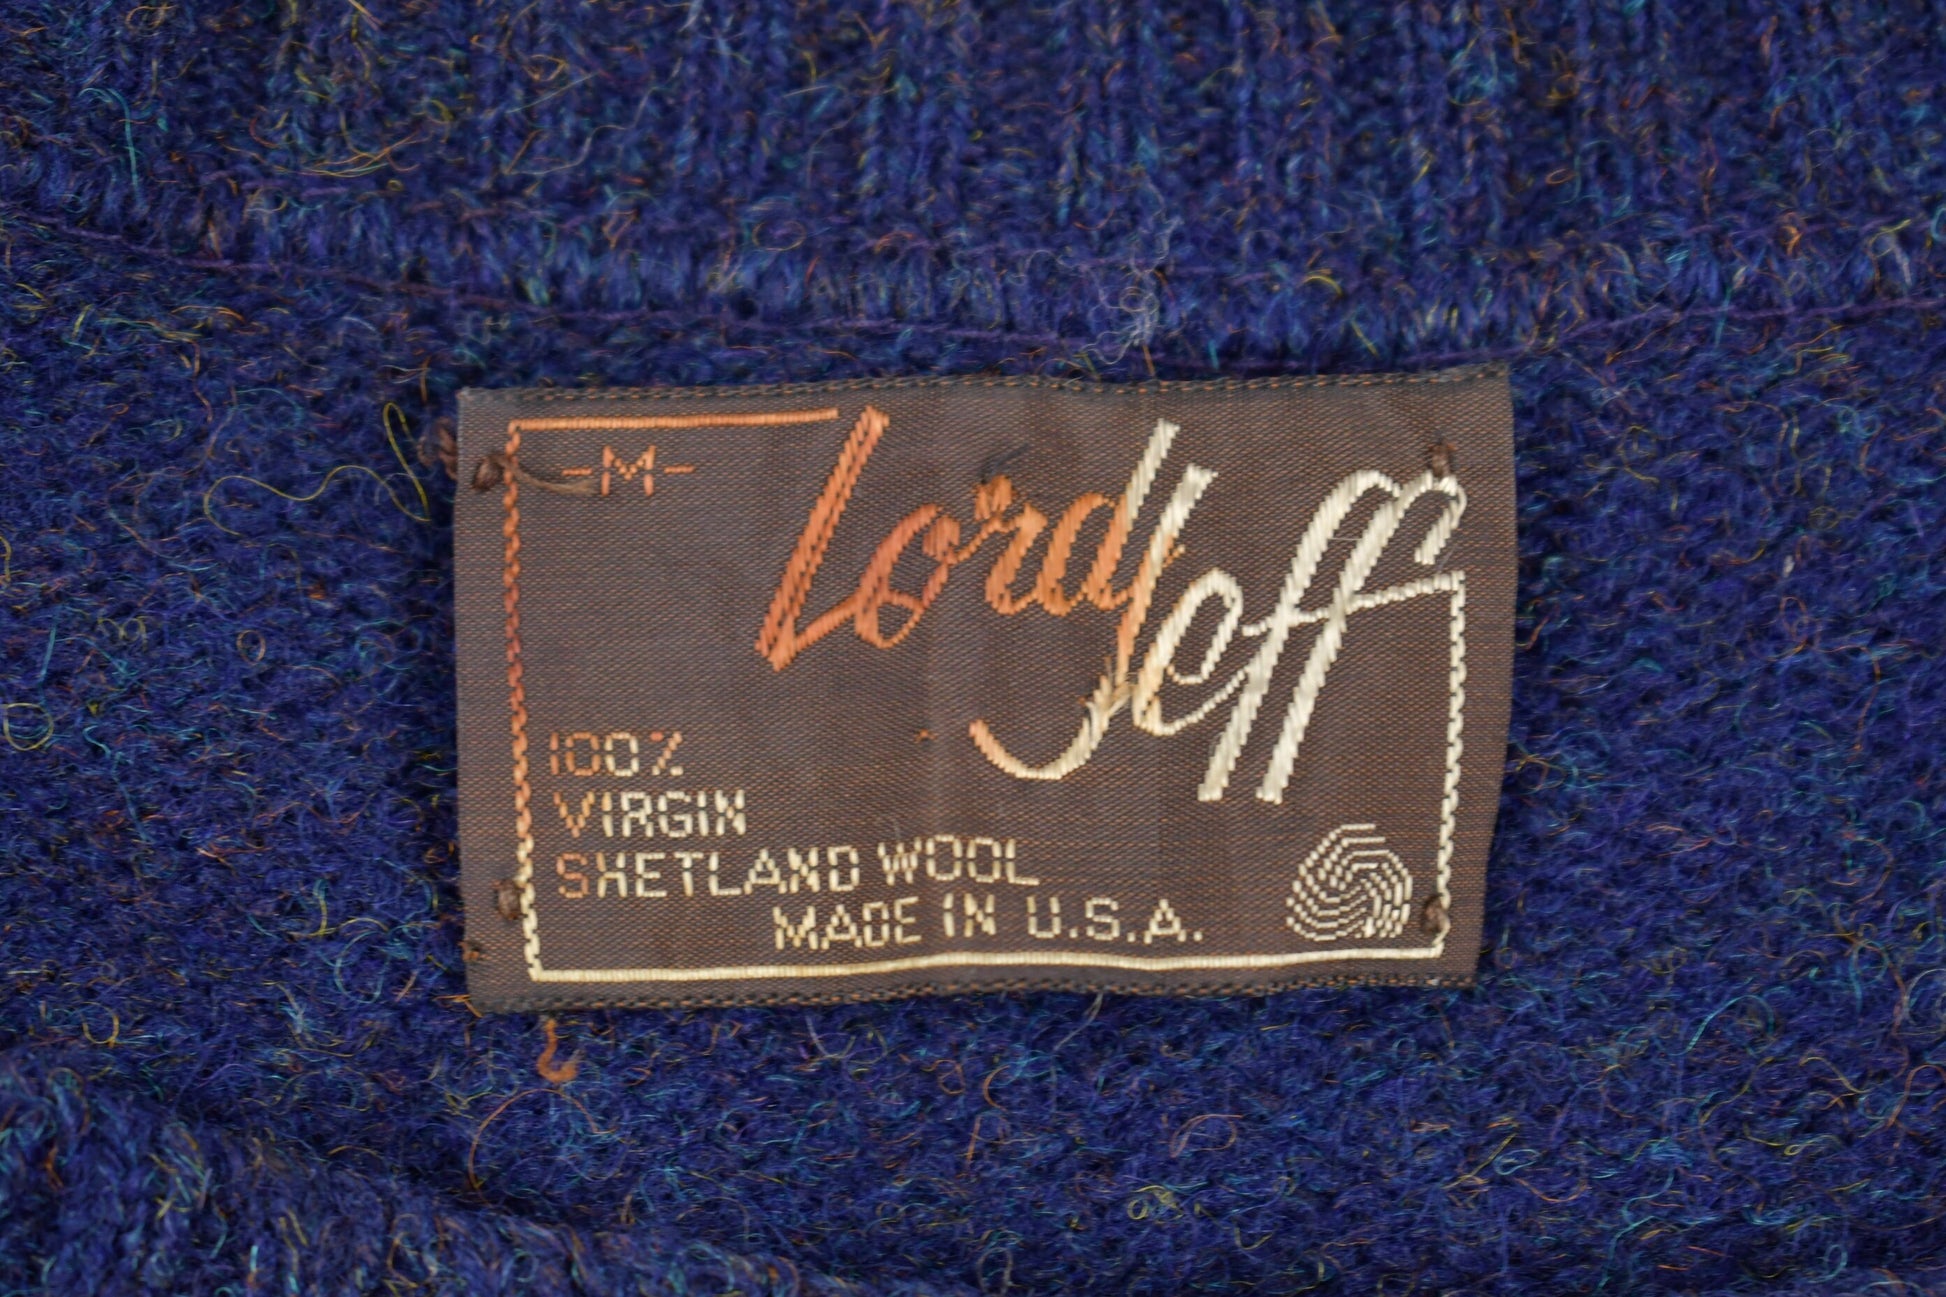 -M-
Lord Jeff
100%
VIRGIN
SHETLAND WOOL
MADE IN U.S.A.